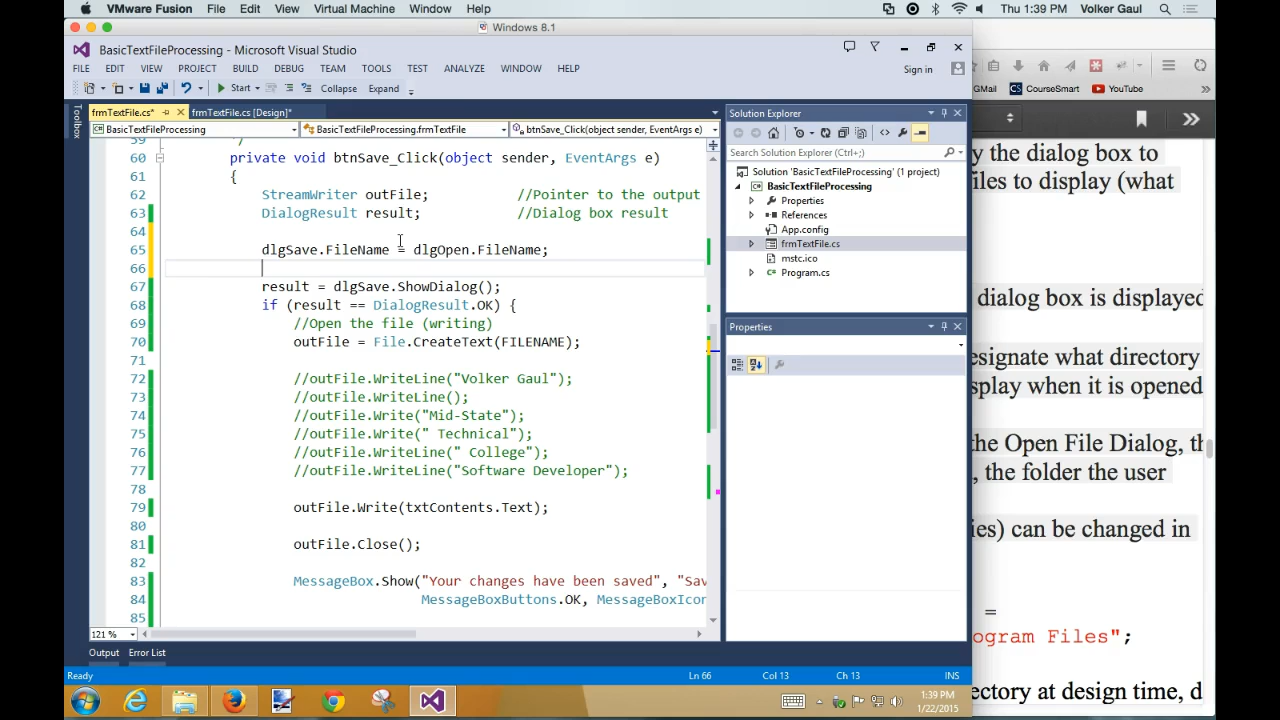 VMware Fusion File Edit View Virtual Machine Window Help Thu 1:39 PM Volker Gaul
Windows 8.1
BasicTextFileProcessing - Microsoft Visual Studio
FILE EDIT VIEW PROJECT BUILD DEBUG TEAM TOOLS TEST ANALYZE WINDOW HELP
Sign in
Start Collapse Expand
GMail CourseSmart YouTube
Toolbox
frmTextFile.cs* frmTextFile.cs [Design]*
BasicTextFileProcessing BasicTextFileProcessing.frmTextFile btnSave_Click(object sender, EventArgs e)
59 */
60 private void btnSave_Click(object sender, EventArgs e)
61 {
62 StreamWriter outFile; //Pointer to the output
63 DialogResult result; //Dialog box result
64
65 dlgSave.FileName = dlgOpen.FileName;
66
67 result = dlgSave.ShowDialog();
68 if (result == DialogResult.OK) {
69 //Open the file (writing)
70 outFile = File.CreateText(FILENAME);
71
72 //outFile.WriteLine("Volker Gaul");
73 //outFile.WriteLine();
74 //outFile.Write("Mid-State");
75 //outFile.Write(" Technical");
76 //outFile.WriteLine(" College");
77 //outFile.WriteLine("Software Developer");
78
79 outFile.Write(txtContents.Text);
80
81 outFile.Close();
82
83 MessageBox.Show("Your changes have been saved", "Sav
84 MessageBoxButtons.OK, MessageBoxIcon
85
121 %
Solution Explorer
Search Solution Explorer (Ctrl+;)
Solution 'BasicTextFileProcessing' (1 project)
BasicTextFileProcessing
Properties
References
App.config
frmTextFile.cs
mstc.ico
Program.cs
Properties
y the dialog box to
iles to display (what
dialog box is displayed
esignate what directory
splay when it is opened
the Open File Dialog, th
, the folder the user
ies) can be changed in
=
ogram Files";
ectory at design time, d
Output Error List
Ready Ln 66 Col 13 Ch 13 INS
1:39 PM
1/22/2015